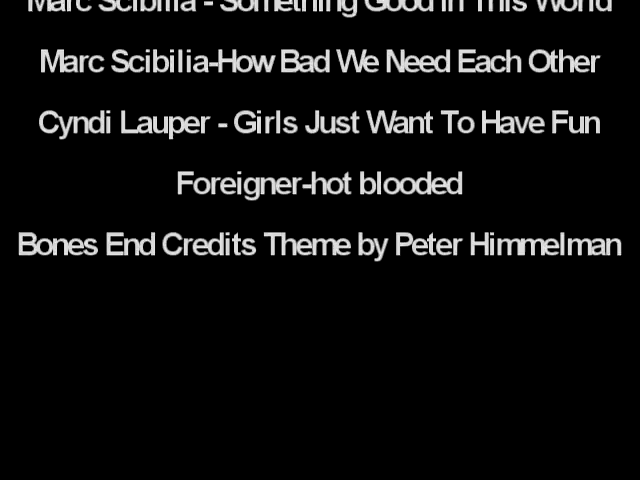 Marc Scibilia - Something Good In This World
Marc Scibilia-How Bad We Need Each Other
Cyndi Lauper - Girls Just Want To Have Fun
Foreigner-hot blooded
Bones End Credits Theme by Peter Himmelman